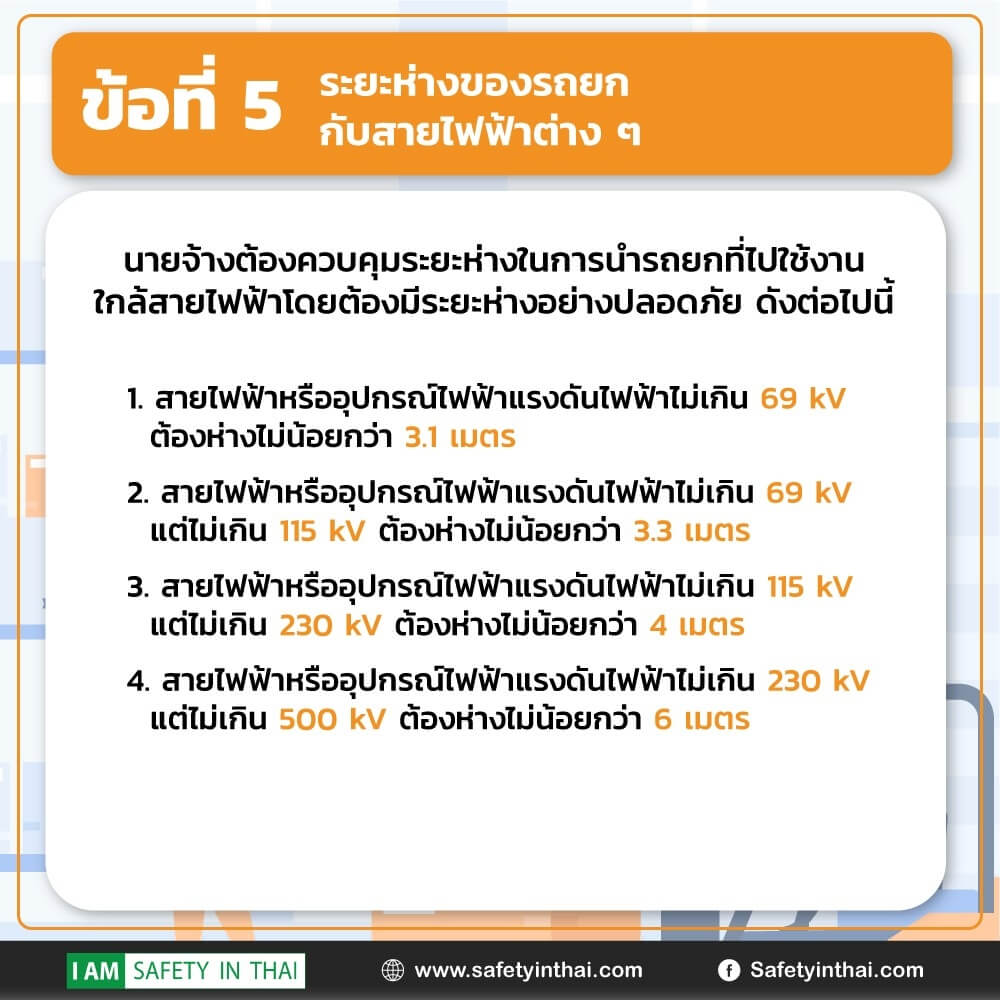 ข้อที่ 5
ระยะห่างของรถยก
กับสายไฟฟ้าต่าง ๆ
นายจ้างต้องควบคุมระยะห่างในการนำรถยกที่ไปใช้งาน
ใกล้สายไฟฟ้าโดยต้องมีระยะห่างอย่างปลอดภัย ดังต่อไปนี้
1. สายไฟฟ้าหรืออุปกรณ์ไฟฟ้าแรงดันไฟฟ้าไม่เกิน 69 kV
ต้องห่างไม่น้อยกว่า 3.1 เมตร
2. สายไฟฟ้าหรืออุปกรณ์ไฟฟ้าแรงดันไฟฟ้าไม่เกิน 69 kV
แต่ไม่เกิน 115 kV ต้องห่างไม่น้อยกว่า 3.3 เมตร
3. สายไฟฟ้าหรืออุปกรณ์ไฟฟ้าแรงดันไฟฟ้าไม่เกิน 115 kV
แต่ไม่เกิน 230 kV ต้องห่างไม่น้อยกว่า 4 เมตร
4. สายไฟฟ้าหรืออุปกรณ์ไฟฟ้าแรงดันไฟฟ้าไม่เกิน 230 kV
แต่ไม่เกิน 500 kV ต้องห่างไม่น้อยกว่า 6 เมตร
I AM SAFETY IN THAI
www.safetyinthai.com
Safetyinthai.com